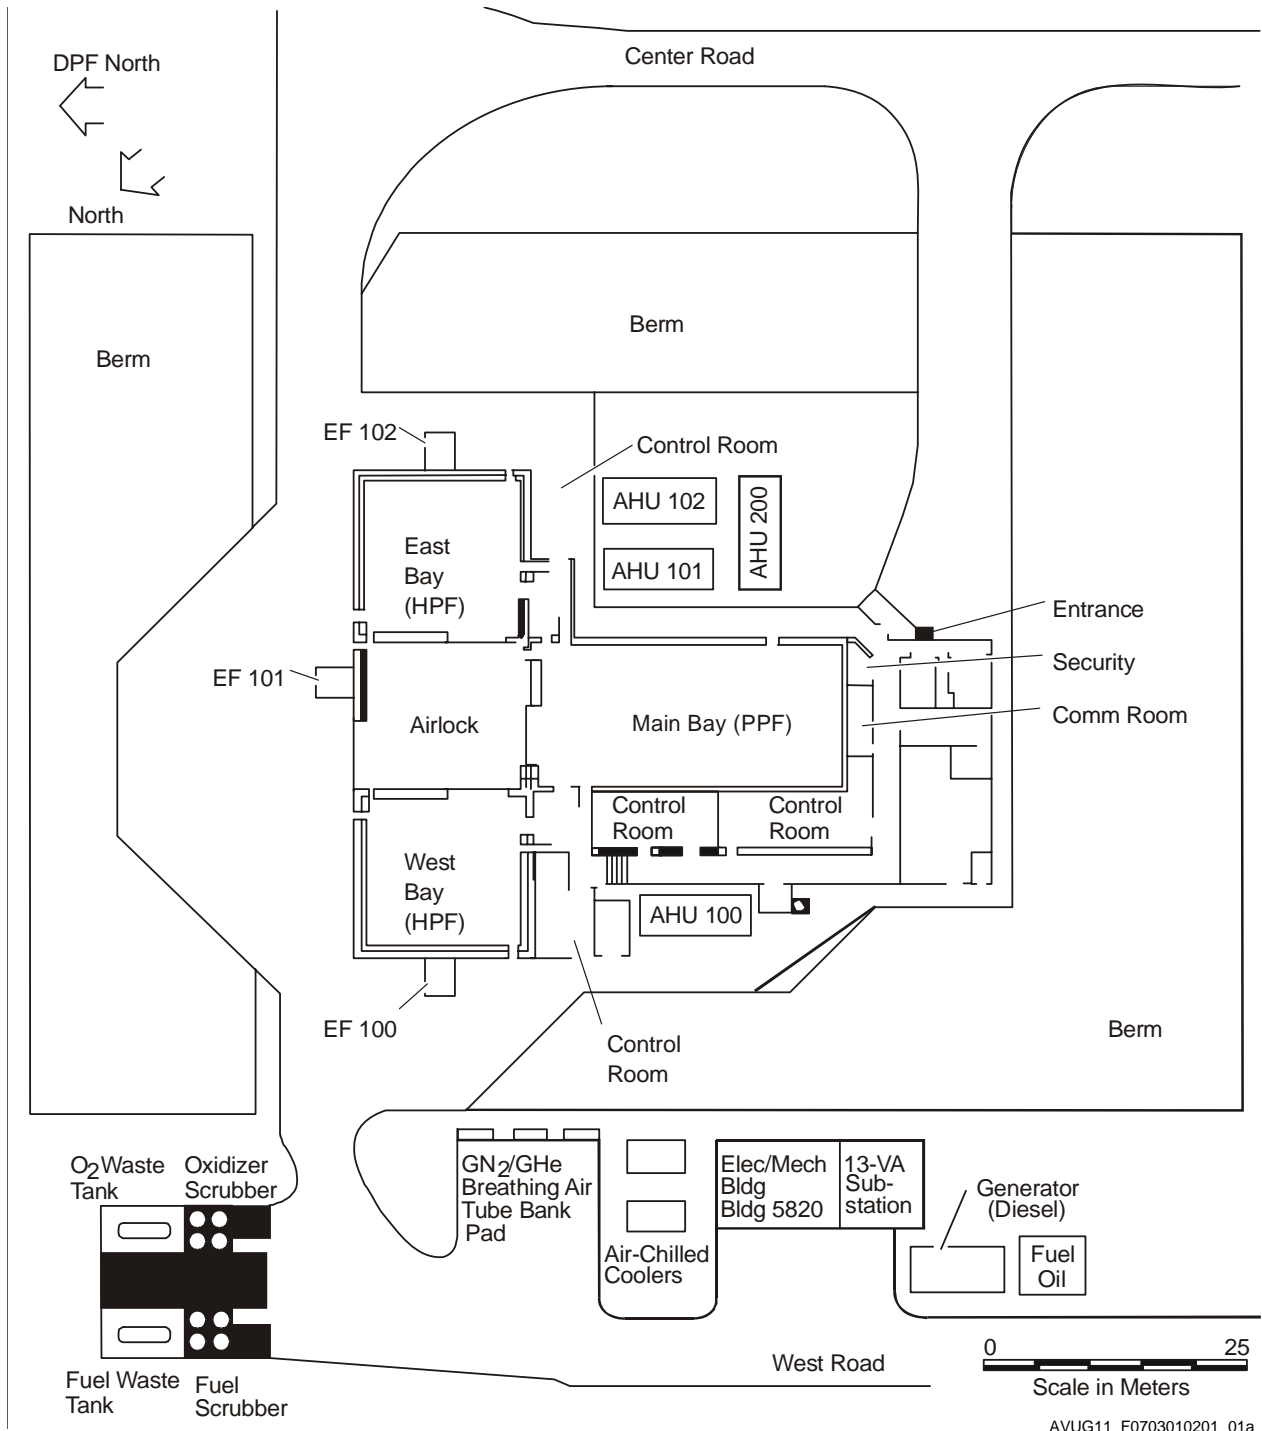 Center Road
DPF North
North
Berm
Berm
EF 102
Control Room
AHU 102
AHU 200
East
Bay
(HPF)
AHU 101
Entrance
EF 101
Security
Airlock
Main Bay (PPF)
Comm Room
Control
Room
Control
Room
West
Bay
(HPF)
AHU 100
EF 100
Control
Room
Berm
O2 Waste
Tank
Oxidizer
Scrubber
GN2/GHe
Breathing Air
Tube Bank
Pad
Air-Chilled
Coolers
Elec/Mech
Bldg
Bldg 5820
13-VA
Sub-
station
Generator
(Diesel)
Fuel
Oil
Fuel Waste
Tank
Fuel
Scrubber
West Road
0 25
Scale in Meters
AVUG11_F0703010201_01a